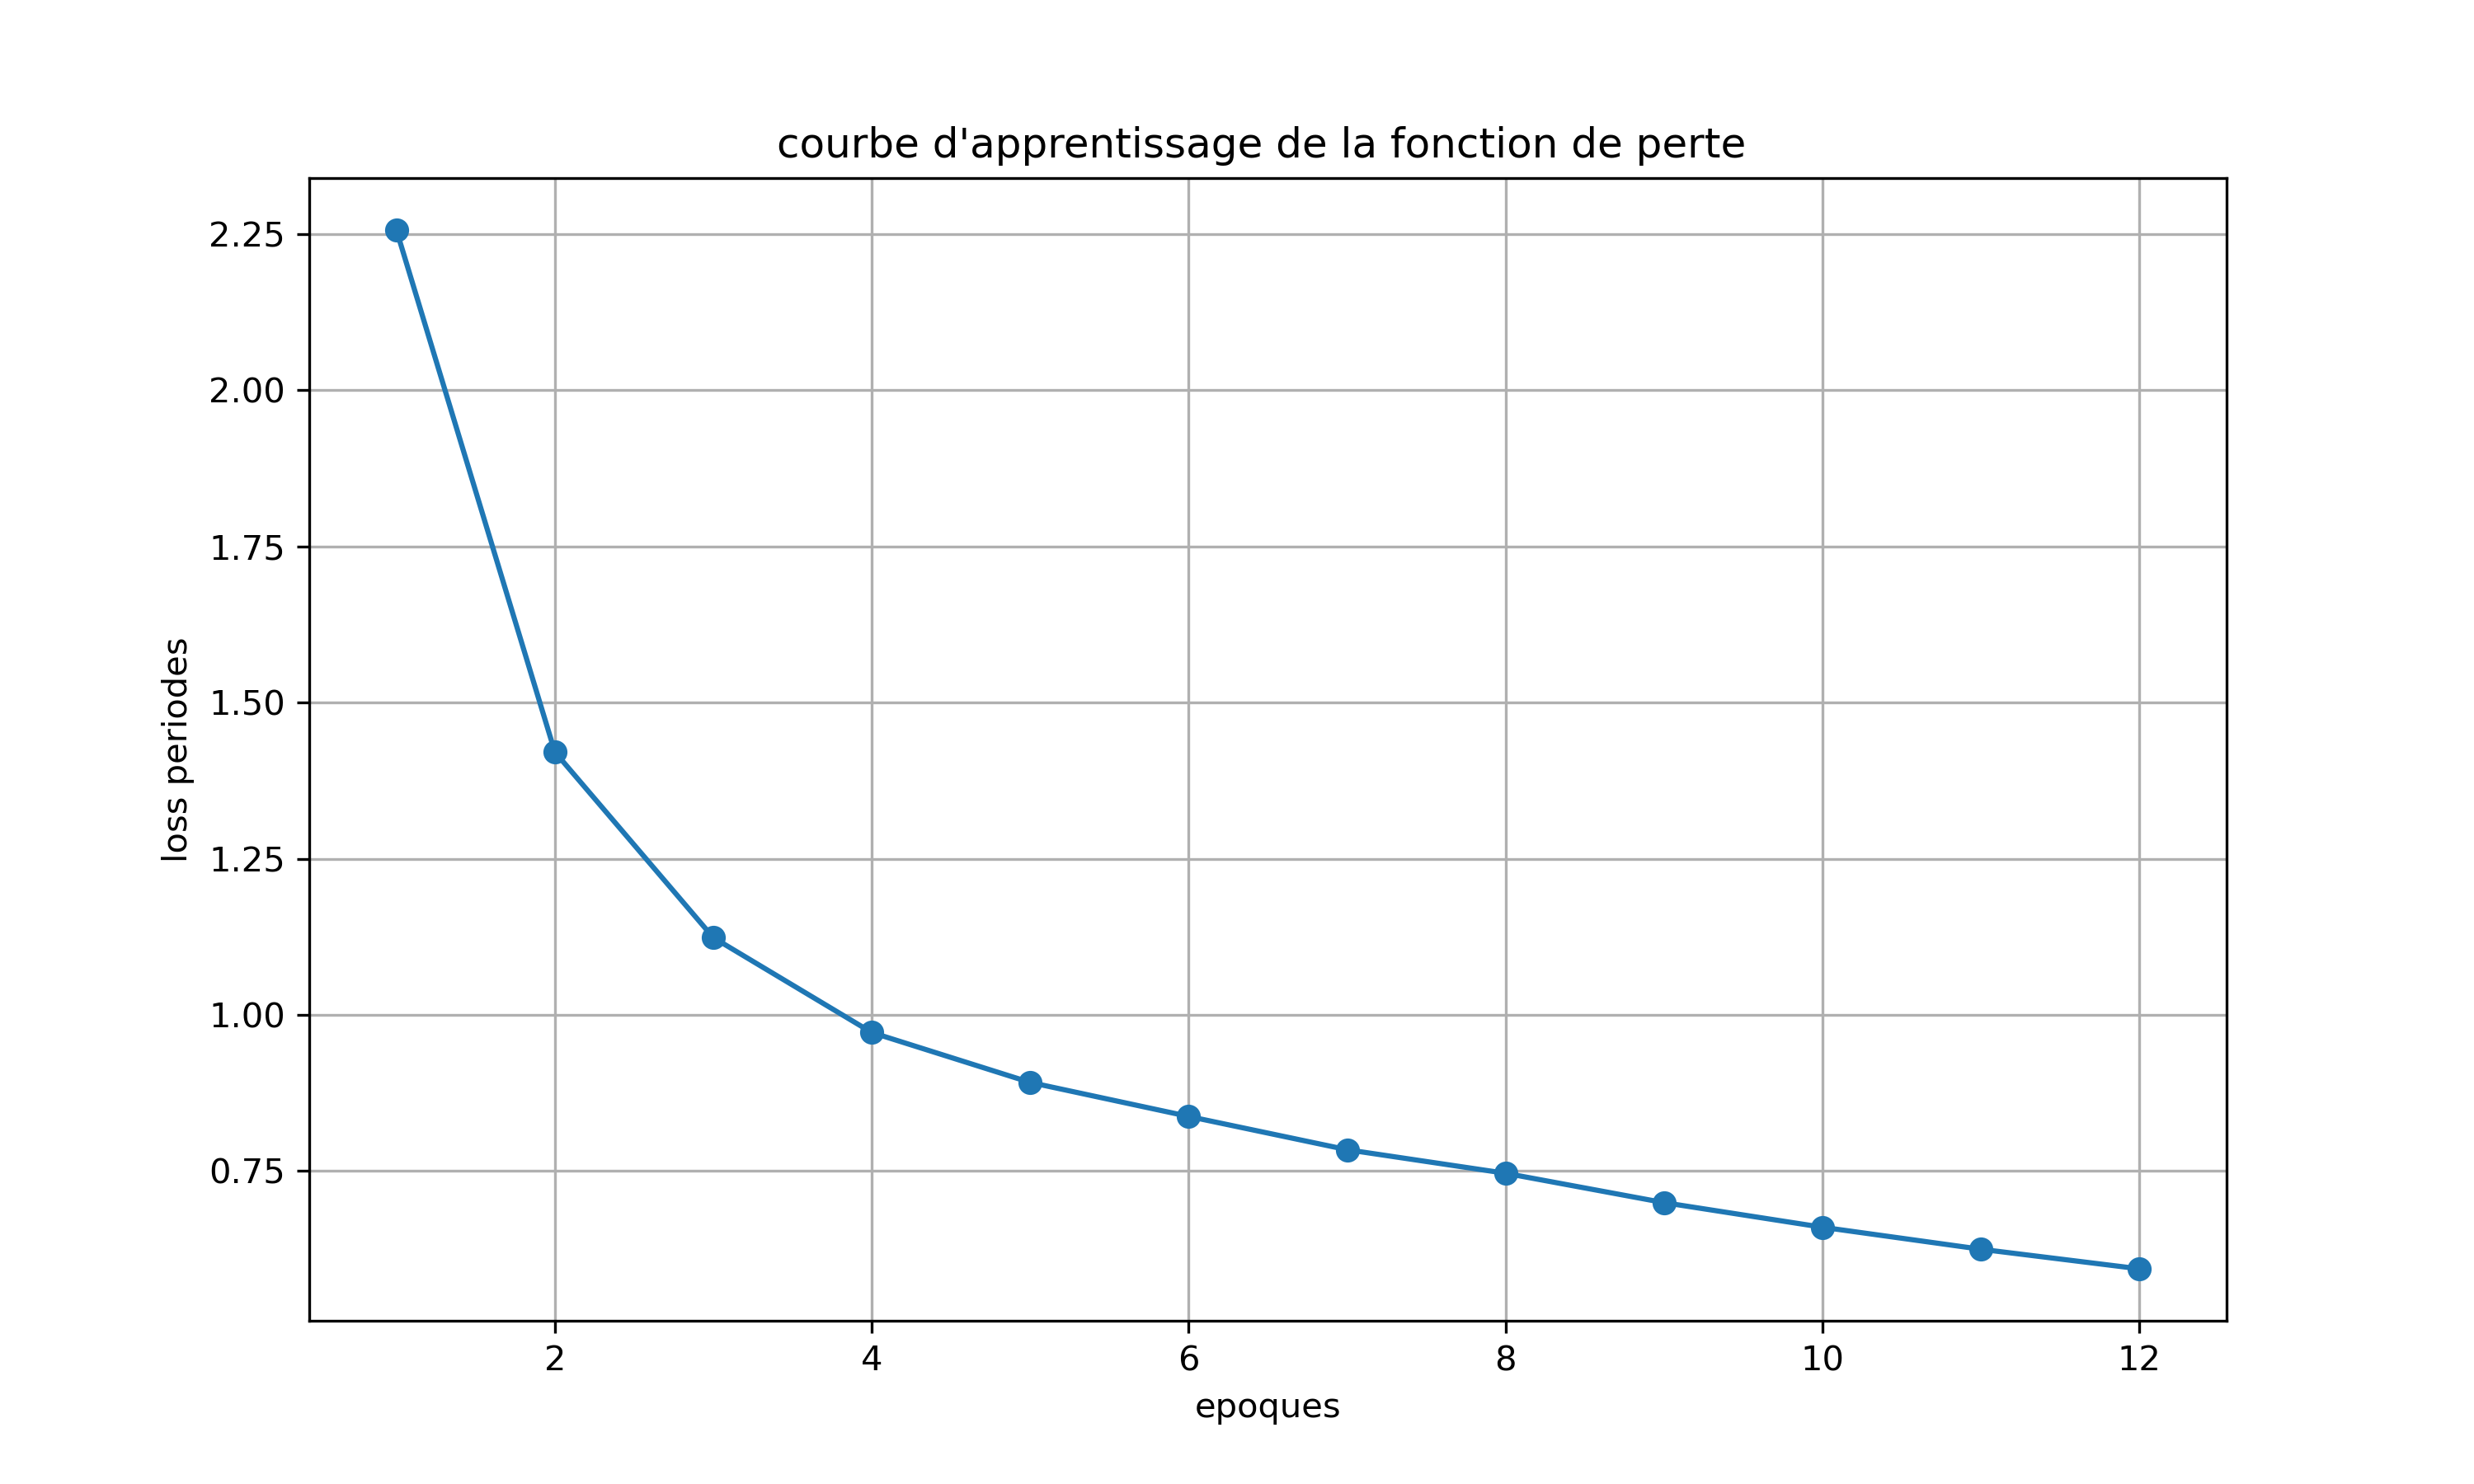 courbe d'apprentissage de la fonction de perte
loss periodes
2.25
2.00
1.75
1.50
1.25
1.00
0.75
2 4 6 8 10 12
epoques